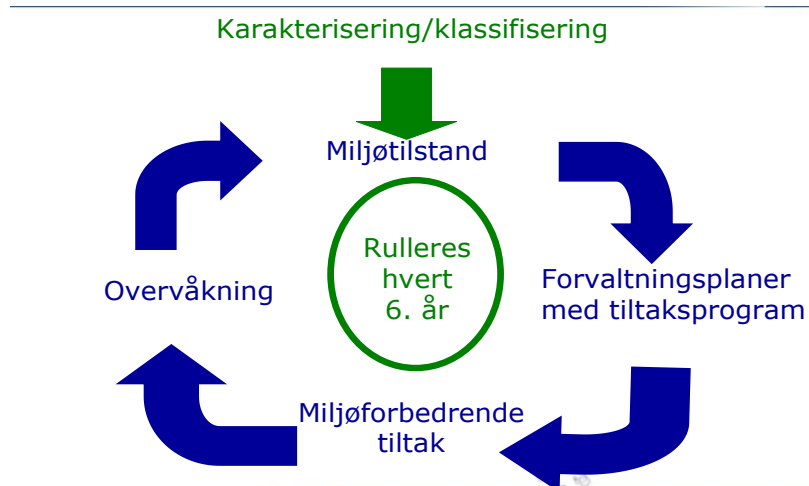 Karakterisering/klassifisering
Miljøtilstand
Rulleres
hvert
6. år
Overvåkning
Forvaltningsplaner
med tiltaksprogram
Miljøforbedrende
tiltak